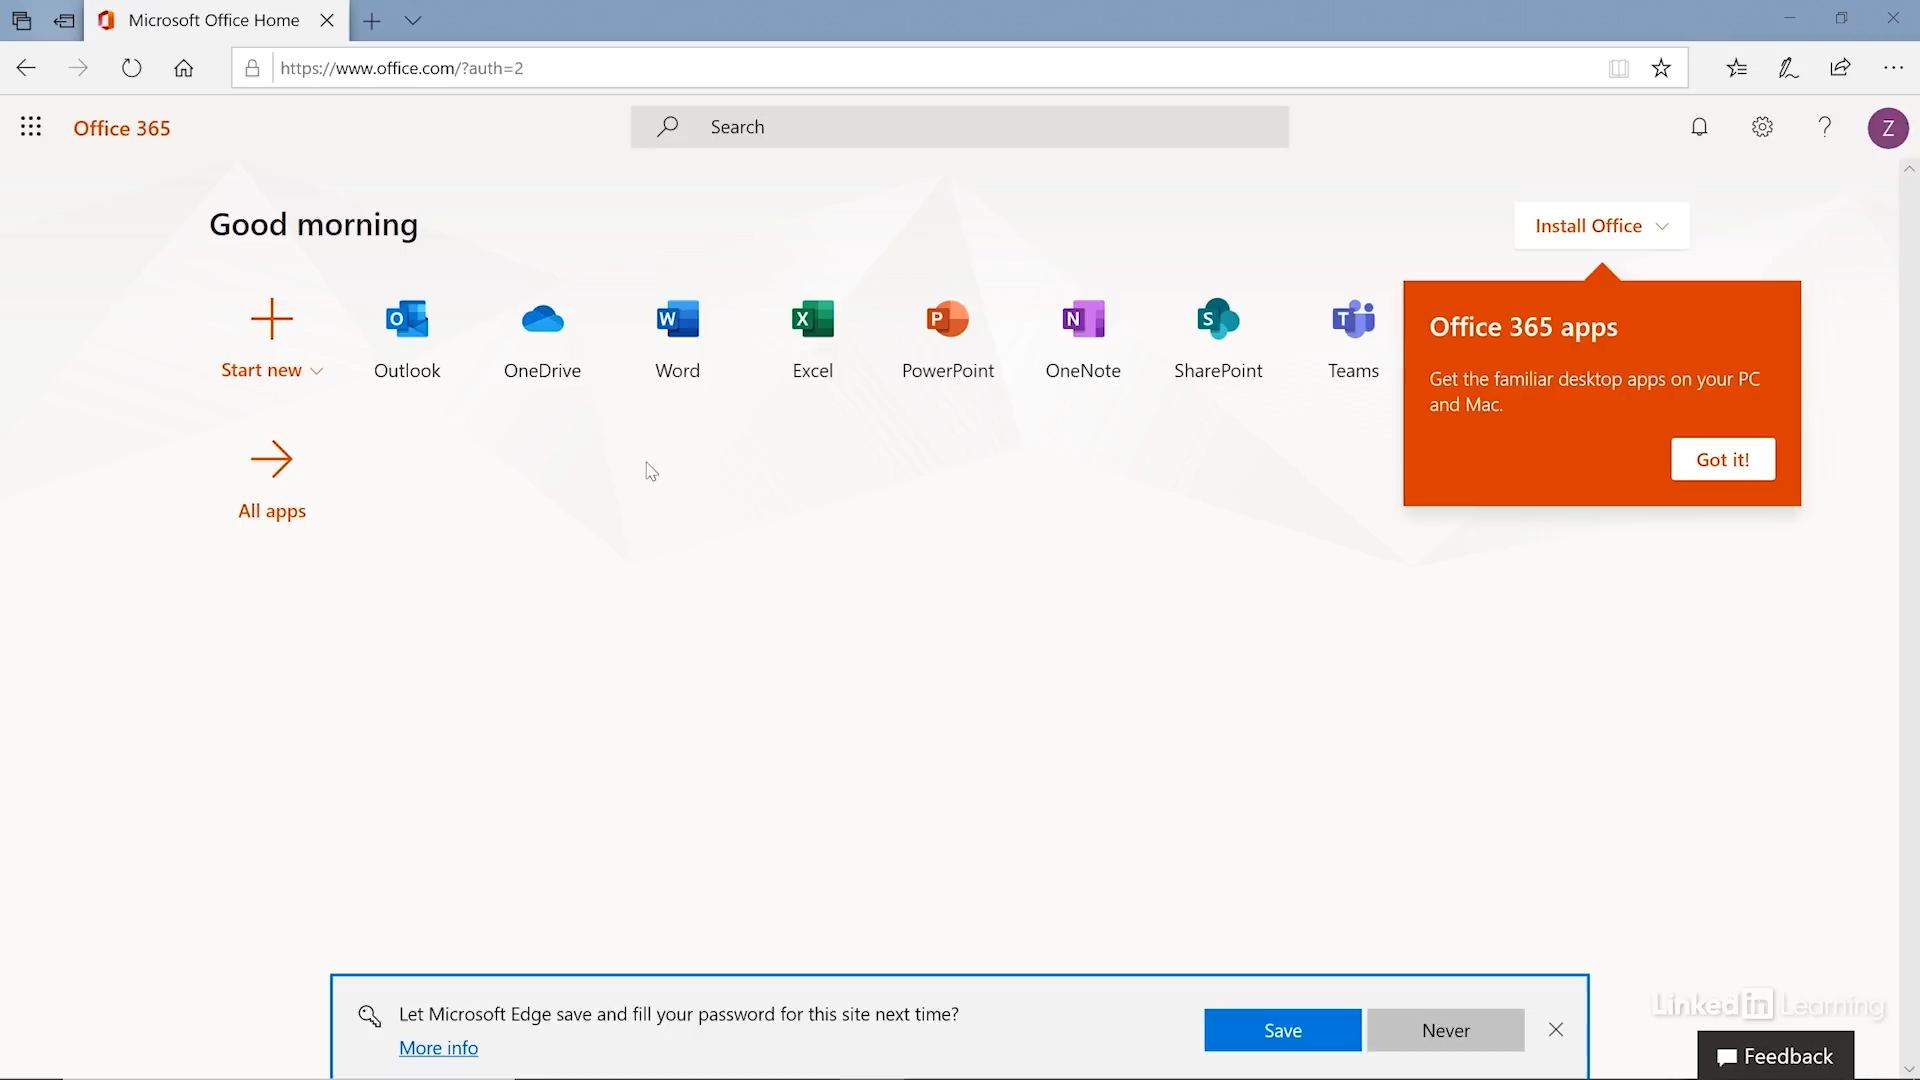 Microsoft Office Home
https://www.office.com/?auth=2
Office 365
Search
Z
Good morning
Install Office
Start new
Outlook
OneDrive
Word
Excel
PowerPoint
OneNote
SharePoint
Teams
O
W
X
P
N
S
T
Office 365 apps
Get the familiar desktop apps on your PC
and Mac.
Got it!
All apps
Let Microsoft Edge save and fill your password for this site next time?
More info
Save
Never
Linked in Learning
Feedback